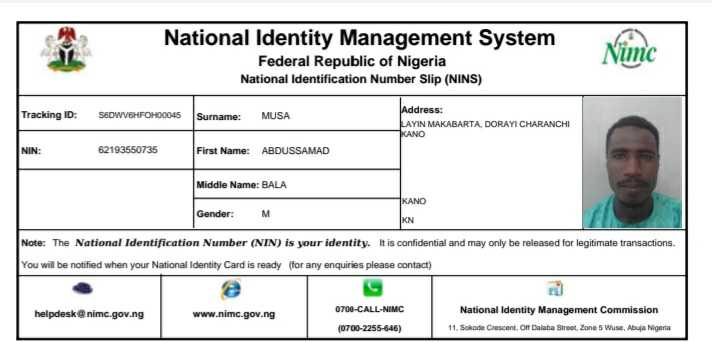 National Identity Management System
Federal Republic of Nigeria
National Identification Number Slip (NINS)
Nimc
Tracking ID: S6DWV6HFOH00045
Surname: MUSA
Address:
LAYIN MAKABARTA, DORAYI CHARANCHI
KANO
NIN: 62193550735
First Name: ABDUSSAMAD
Middle Name: BALA
KANO
Gender: M
KN
Note: The National Identification Number (NIN) is your identity. It is confidential and may only be released for legitimate transactions.
You will be notified when your National Identity Card is ready (for any enquiries please contact)
helpdesk@nimc.gov.ng
www.nimc.gov.ng
0700-CALL-NIMC
(0700-2255-646)
National Identity Management Commission
11, Sokode Crescent, Off Dalaba Street, Zone 5 Wuse, Abuja Nigeria